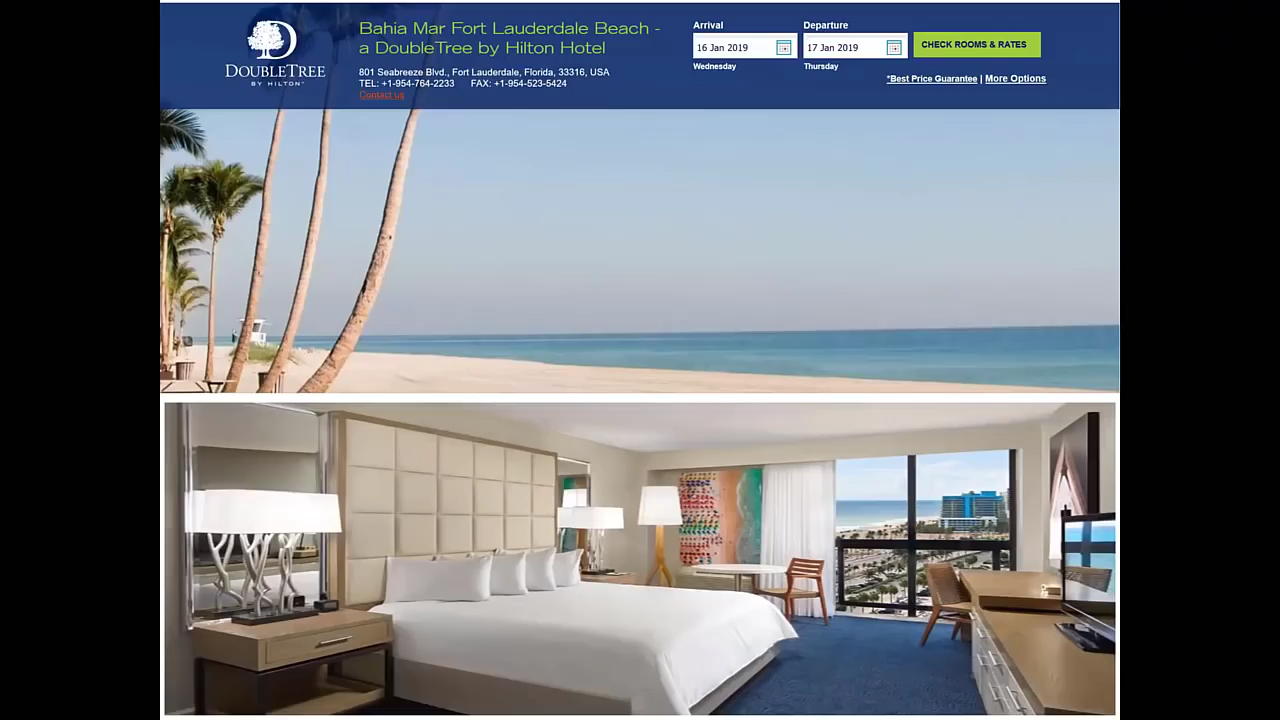 DOUBLETREE
BY HILTON™
Bahia Mar Fort Lauderdale Beach -
a DoubleTree by Hilton Hotel
801 Seabreeze Blvd., Fort Lauderdale, Florida, 33316, USA
TEL: +1-954-764-2233 FAX: +1-954-523-5424
Contact us
Arrival
Departure
16 Jan 2019
17 Jan 2019
CHECK ROOMS & RATES
Wednesday
Thursday
*Best Price Guarantee | More Options